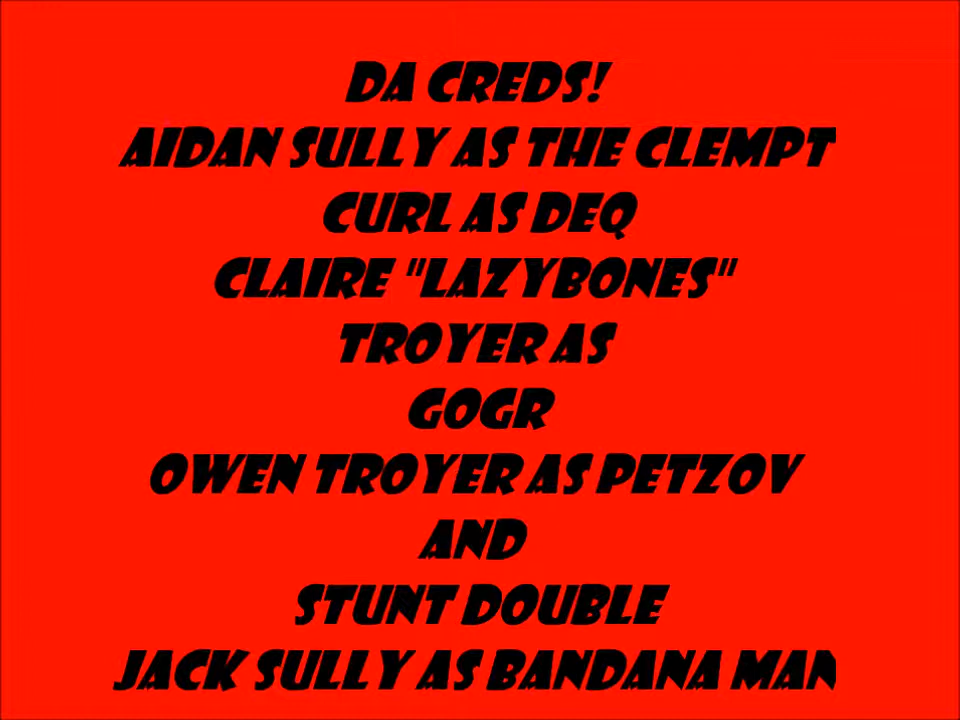 DA CREDS!
AIDAN SULLY AS THE CLEMPT
CURL AS DEQ
CLAIRE "LAZYBONES"
TROYER AS
GOGR
OWEN TROYER AS PETZOV
AND
STUNT DOUBLE
JACK SULLY AS BANDANA MAN